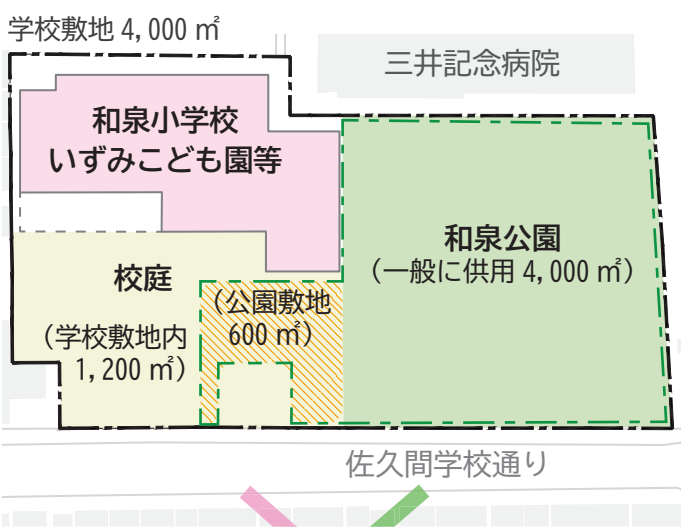 学校敷地 4,000 ㎡
三井記念病院
和泉小学校
いずみこども園等
和泉公園
（一般に供用 4,000 ㎡）
校庭
（学校敷地内
1,200 ㎡）
（公園敷地
600 ㎡）
佐久間学校通り